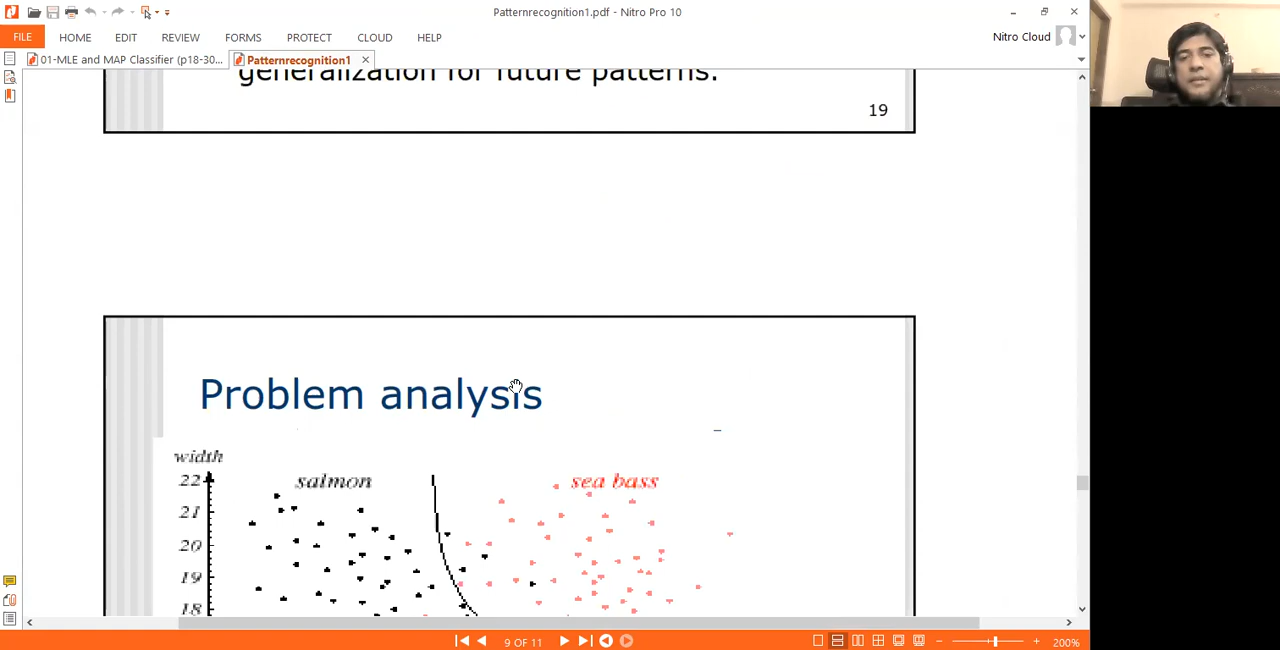 Patternrecognition1.pdf - Nitro Pro 10
FILE HOME EDIT REVIEW FORMS PROTECT CLOUD HELP
Nitro Cloud
01-MLE and MAP Classifier (p18-30...
Patternrecognition1
generalization for future patterns.
19
Problem analysis
width
salmon
sea bass
22
21
20
19
18
9 OF 11
200%